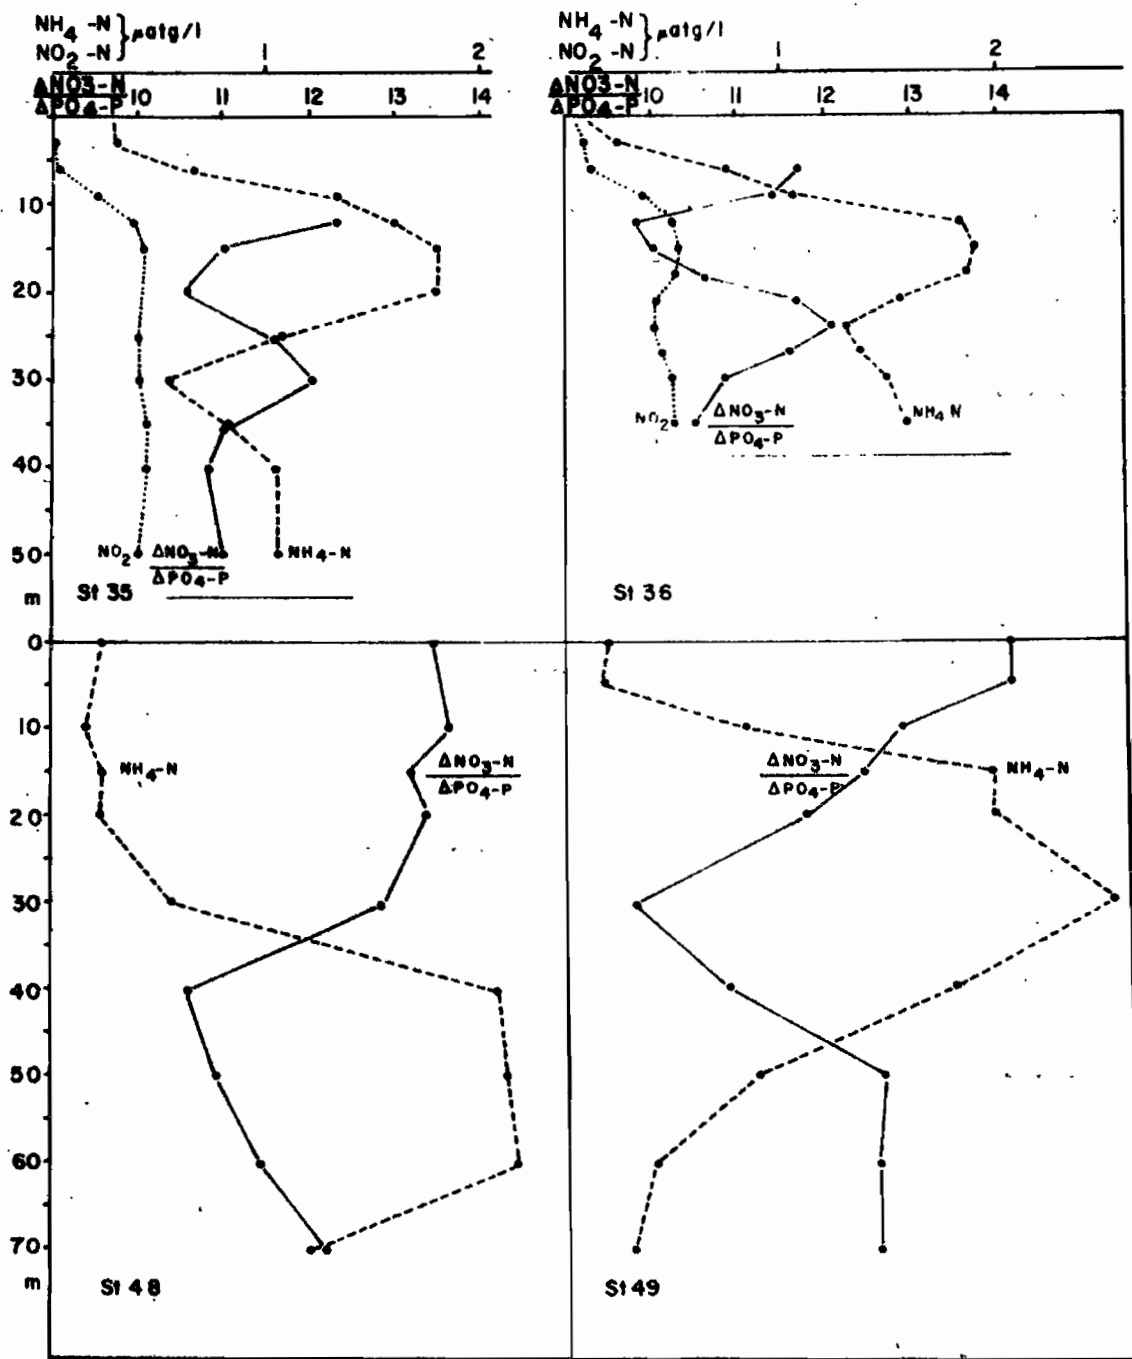 NH4 -N
NO2 -N } µatg/l
1 2
ΔNO3-N
ΔPO4-P
10 11 12 13 14
NH4 -N
NO2 -N } µatg/l
1 2
ΔNO3-N
ΔPO4-P
10 11 12 13 14
10
20
30
40
50
m
NO2
ΔNO3-N
ΔPO4-P
NH4-N
St 35
NO2
ΔNO3-N
ΔPO4-P
NH4N
St 36
0
10
20
30
40
50
60
70
m
NH4-N
ΔNO3-N
ΔPO4-P
St 48
ΔNO3-N
ΔPO4-P
NH4-N
St 49